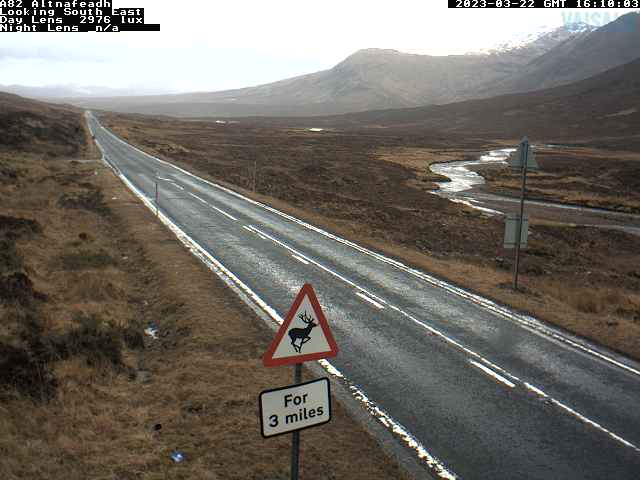 A82 Altnafeadh
Looking South East
Day Lens 2976 lux
Night Lens n/a
2023-03-22 GMT 16:10:03
VAISALA
For
3 miles